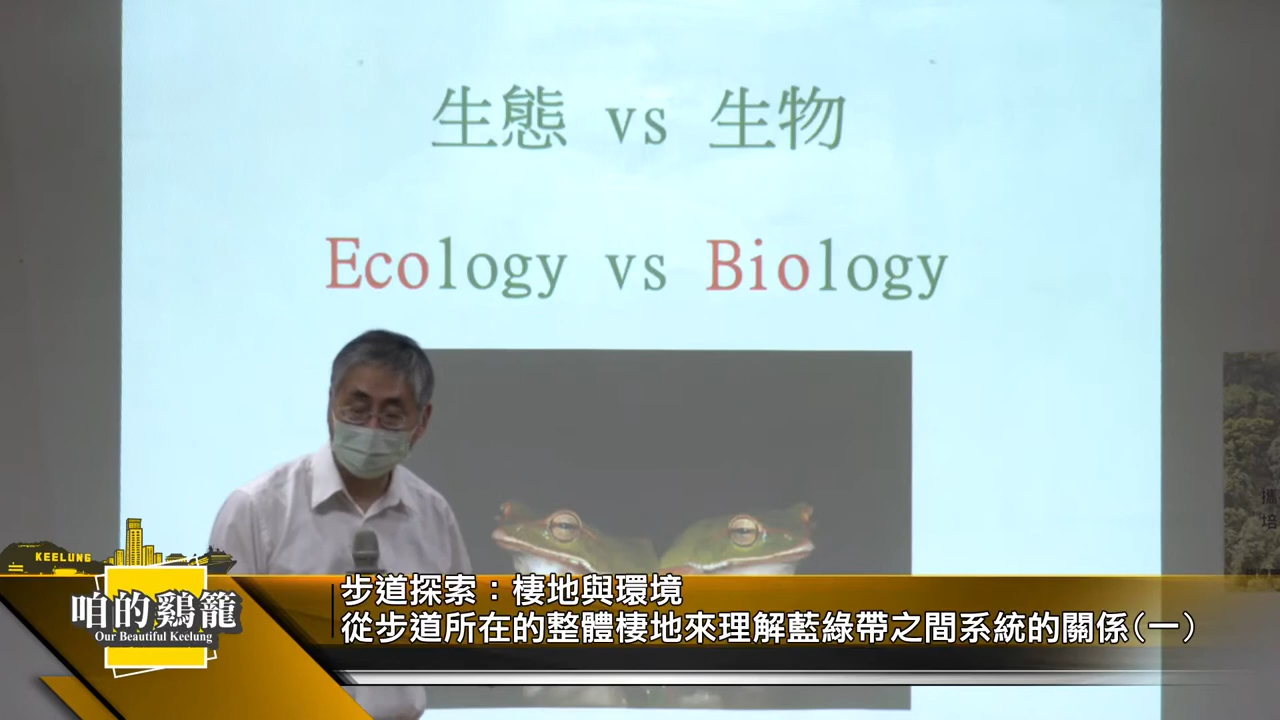 生態 vs 生物
Ecology vs Biology
KEELUNG
咱的鷄籠
Our Beautiful Keelung
步道探索：棲地與環境
從步道所在的整體棲地來理解藍綠帶之間系統的關係(一)